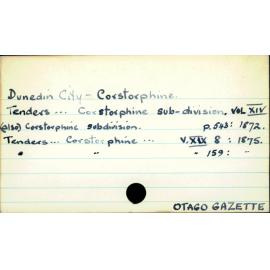 Dunedin City - Corstorphine.
Tenders ... Corstorphine sub-division, VOL XIV
(also) Corstorphine subdivision. p.543: 1872.
Tenders ... Corstorphine ... V.XIX 8 : 1875.
" " " 159 : "
OTAGO GAZETTE